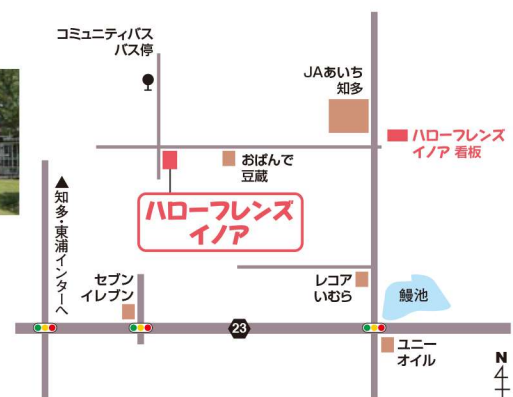 コミュニティバス
バス停
JAあいち
知多
ハローフレンズ
イノア 看板
おばんで
豆蔵
ハローフレンズ
イノア
▲知多・東浦インターへ
セブン
イレブン
レコア
いむら
鰻池
23
ユニー
オイル
N